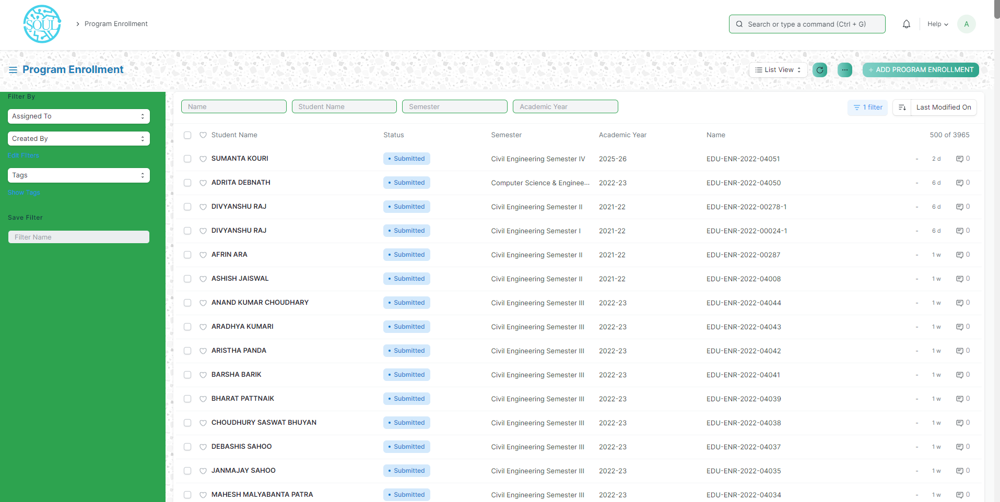 SOUL
Program Enrollment
Search or type a command (Ctrl + G)
Help
A
Program Enrollment
List View
+ ADD PROGRAM ENROLLMENT
Filter By
Assigned To
Created By
Edit Filters
Tags
Show Tags
Save Filter
Filter Name
Name Student Name Semester Academic Year
1 filter
Last Modified On
Student Name Status Semester Academic Year Name 500 of 3965
SUMANTA KOURI • Submitted Civil Engineering Semester IV 2025-26 EDU-ENR-2022-04051 - 2 d 0
ADRITA DEBNATH • Submitted Computer Science & Enginee... 2022-23 EDU-ENR-2022-04050 - 6 d 0
DIVYANSHU RAJ • Submitted Civil Engineering Semester II 2021-22 EDU-ENR-2022-00278-1 - 6 d 0
DIVYANSHU RAJ • Submitted Civil Engineering Semester I 2021-22 EDU-ENR-2022-00024-1 - 6 d 0
AFRIN ARA • Submitted Civil Engineering Semester II 2021-22 EDU-ENR-2022-00287 - 1 w 0
ASHISH JAISWAL • Submitted Civil Engineering Semester II 2021-22 EDU-ENR-2022-04008 - 1 w 0
ANAND KUMAR CHOUDHARY • Submitted Civil Engineering Semester III 2022-23 EDU-ENR-2022-04044 - 1 w 0
ARADHYA KUMARI • Submitted Civil Engineering Semester III 2022-23 EDU-ENR-2022-04043 - 1 w 0
ARISTHA PANDA • Submitted Civil Engineering Semester III 2022-23 EDU-ENR-2022-04042 - 1 w 0
BARSHA BARIK • Submitted Civil Engineering Semester III 2022-23 EDU-ENR-2022-04041 - 1 w 0
BHARAT PATTNAIK • Submitted Civil Engineering Semester III 2022-23 EDU-ENR-2022-04039 - 1 w 0
CHOUDHURY SASWAT BHUYAN • Submitted Civil Engineering Semester III 2022-23 EDU-ENR-2022-04038 - 1 w 0
DEBASHIS SAHOO • Submitted Civil Engineering Semester III 2022-23 EDU-ENR-2022-04037 - 1 w 0
JANMAJAY SAHOO • Submitted Civil Engineering Semester III 2022-23 EDU-ENR-2022-04035 - 1 w 0
MAHESH MALYABANTA PATRA • Submitted Civil Engineering Semester III 2022-23 EDU-ENR-2022-04034 - 1 w 0